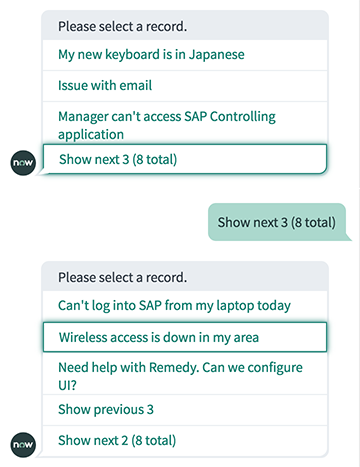 Please select a record.
My new keyboard is in Japanese
Issue with email
Manager can't access SAP Controlling
application
Show next 3 (8 total)
now
Show next 3 (8 total)
Please select a record.
Can't log into SAP from my laptop today
Wireless access is down in my area
Need help with Remedy. Can we configure
UI?
Show previous 3
Show next 2 (8 total)
now